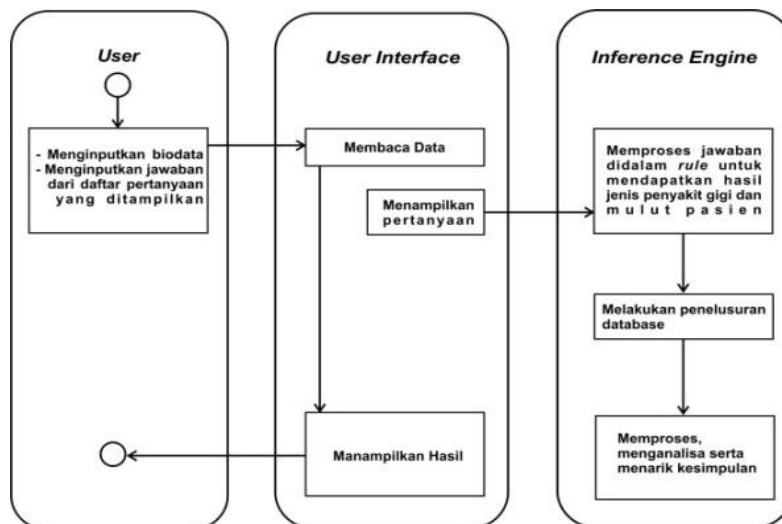 User
User Interface
Inference Engine
- Menginputkan biodata
- Menginputkan jawaban
dari daftar pertanyaan
yang ditampilkan
Membaca Data
Menampilkan
pertanyaan
Memproses jawaban
didalam rule untuk
mendapatkan hasil
jenis penyakit gigi dan
mulut pasien
Melakukan penelusuran
database
Manampilkan Hasil
Memproses,
menganalisa serta
menarik kesimpulan